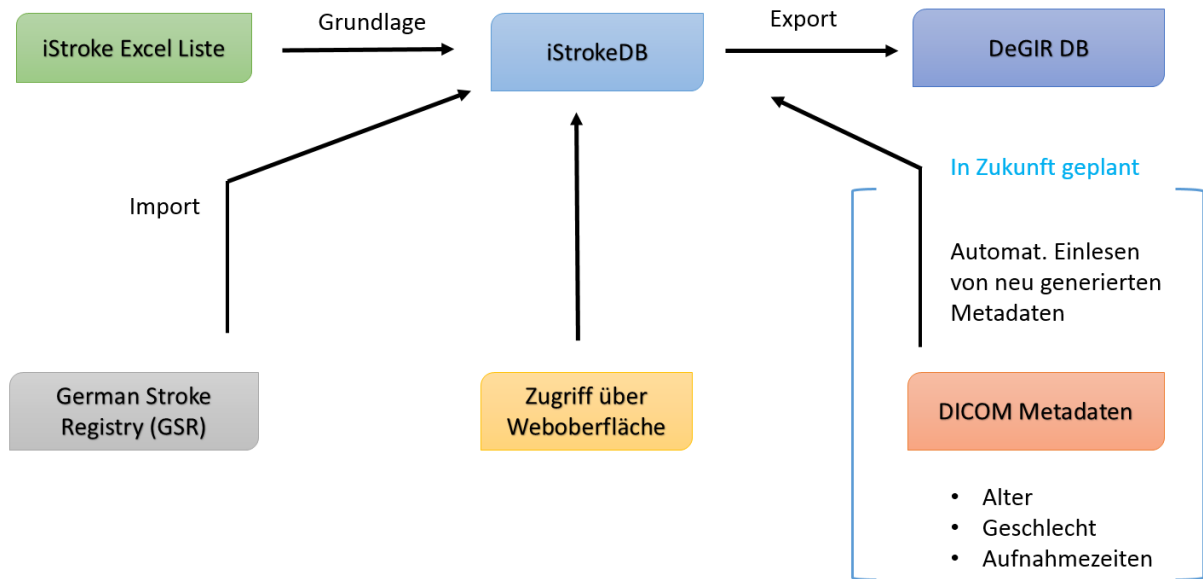 iStroke Excel Liste
Grundlage
iStrokeDB
Export
DeGIR DB
Import
In Zukunft geplant
Automat. Einlesen
von neu generierten
Metadaten
German Stroke
Registry (GSR)
Zugriff über
Weboberfläche
DICOM Metadaten
• Alter
• Geschlecht
• Aufnahmezeiten